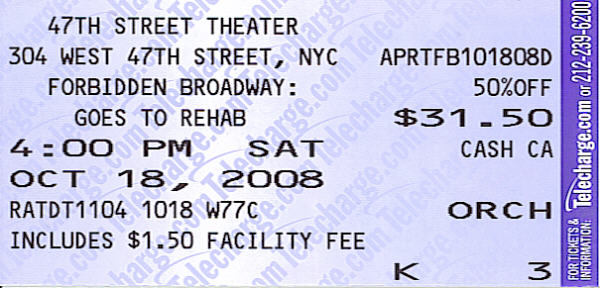 47TH STREET THEATER
304 WEST 47TH STREET, NYC APRTFB101808D
FORBIDDEN BROADWAY: 50%OFF
GOES TO REHAB $31.50
4:00 PM SAT CASH CA
OCT 18, 2008
RATDT1104 1018 W77C ORCH
INCLUDES $1.50 FACILITY FEE
K 3
FOR TICKETS &
INFORMATION:
Telecharge.com or 212-239-6200
Telecharge.com